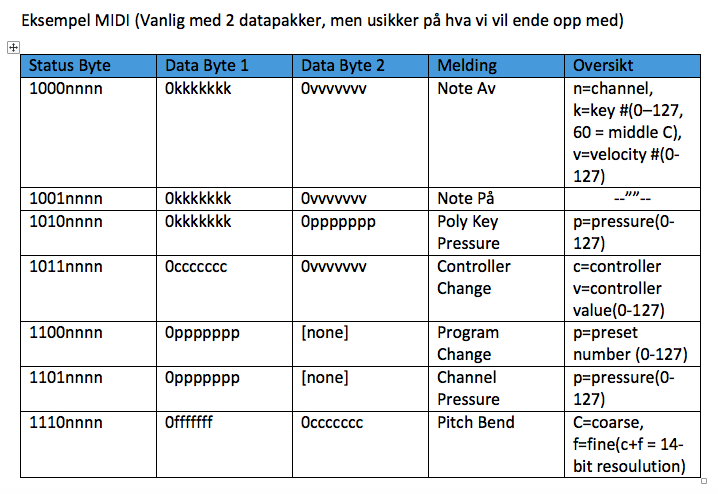 Eksempel MIDI (Vanlig med 2 datapakker, men usikker på hva vi vil ende opp med)
Status Byte Data Byte 1 Data Byte 2 Melding Oversikt
1000nnnn 0kkkkkkk 0vvvvvvv Note Av n=channel,
k=key #(0–127,
60 = middle C),
v=velocity #(0-
127)
1001nnnn 0kkkkkkk 0vvvvvvv Note På --””--
1010nnnn 0kkkkkkk 0ppppppp Poly Key p=pressure(0-
Pressure 127)
1011nnnn 0ccccccc 0vvvvvvv Controller c=controller
Change v=controller
value(0-127)
1100nnnn 0ppppppp [none] Program p=preset
Change number (0-127)
1101nnnn 0ppppppp [none] Channel p=pressure(0-
Pressure 127)
1110nnnn 0fffffff 0ccccccc Pitch Bend C=coarse,
f=fine(c+f = 14-
bit resoulution)